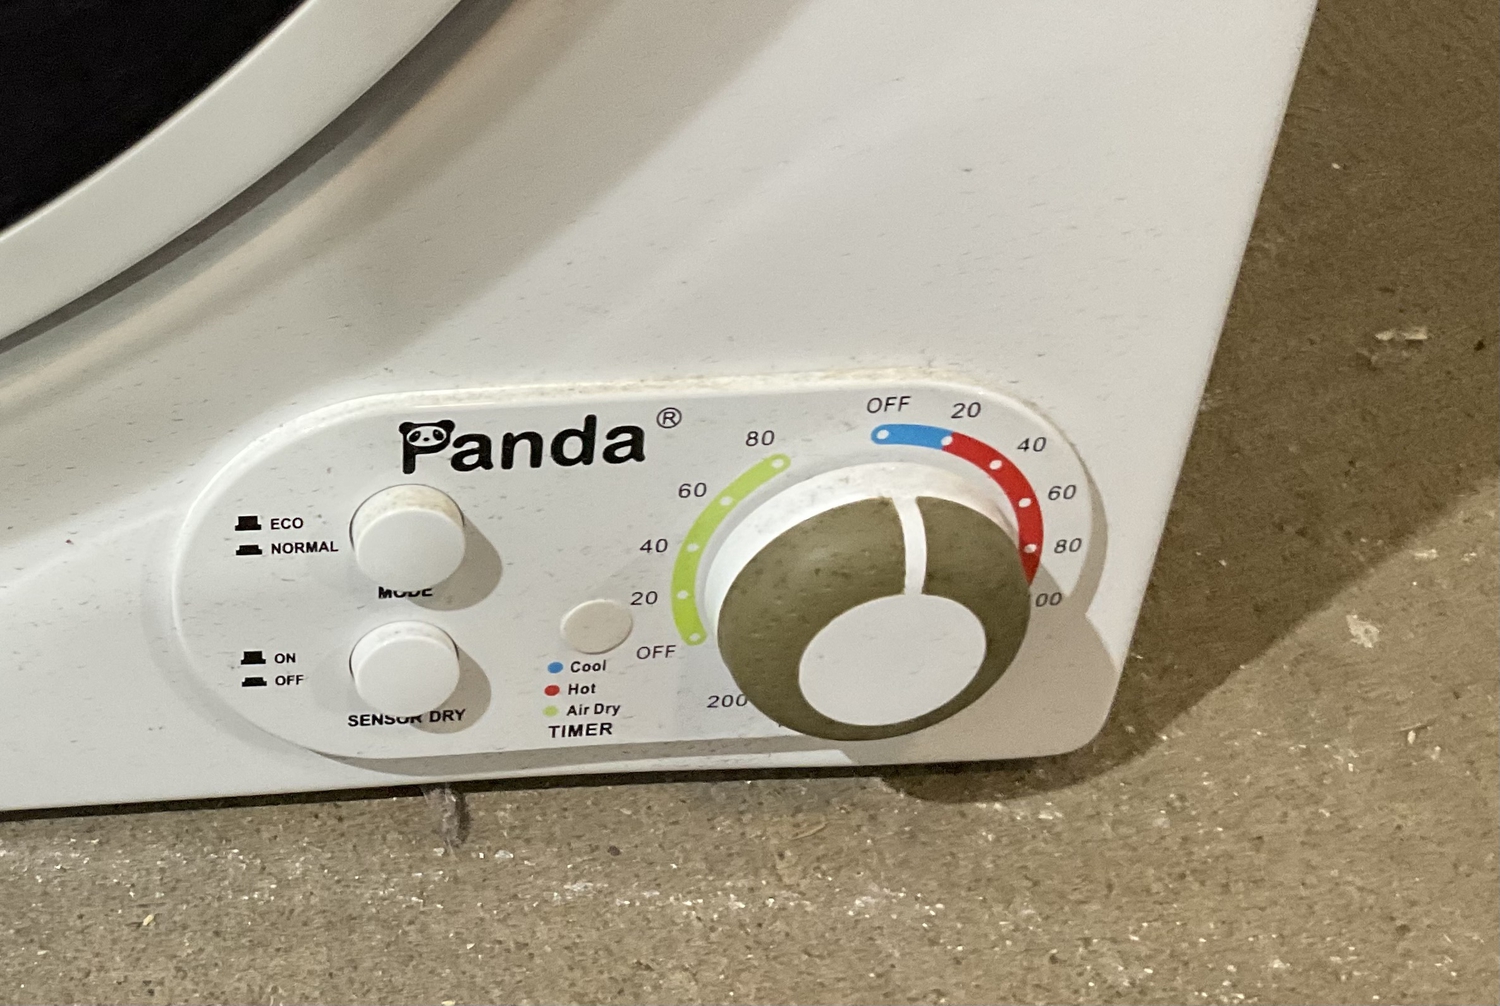 Panda®
ECO
NORMAL
MODE
ON
OFF
SENSOR DRY
Cool
Hot
Air Dry
TIMER
OFF
20
40
60
80
OFF
20
40
60
80
00
200